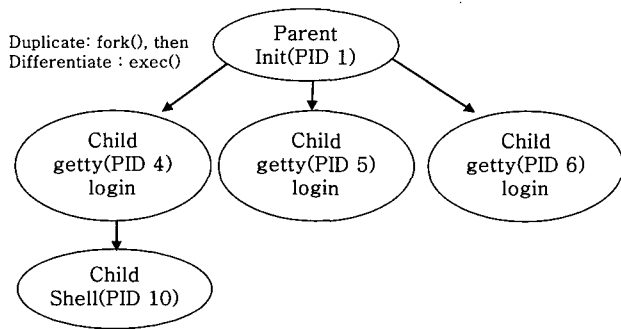 Parent
Init(PID 1)
Duplicate: fork(), then
Differentiate : exec()
Child
getty(PID 4)
login
Child
getty(PID 5)
login
Child
getty(PID 6)
login
Child
Shell(PID 10)